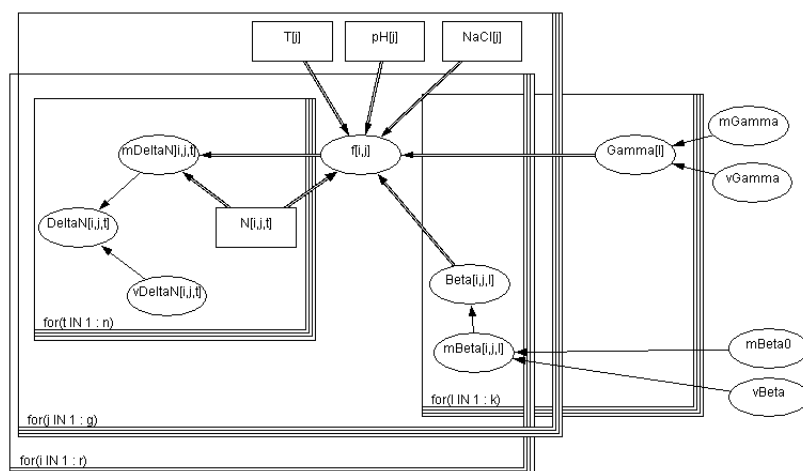 T[j]
pH[j]
NaCl[j]
mDeltaN[i,j,t]
f[i,j]
Gamma[l]
mGamma
vGamma
DeltaN[i,j,t]
N[i,j,t]
vDeltaN[i,j,t]
Beta[i,j,l]
mBeta[i,j,l]
mBeta0
vBeta
for(t IN 1 : n)
for(l IN 1 : k)
for(j IN 1 : g)
for(i IN 1 : r)